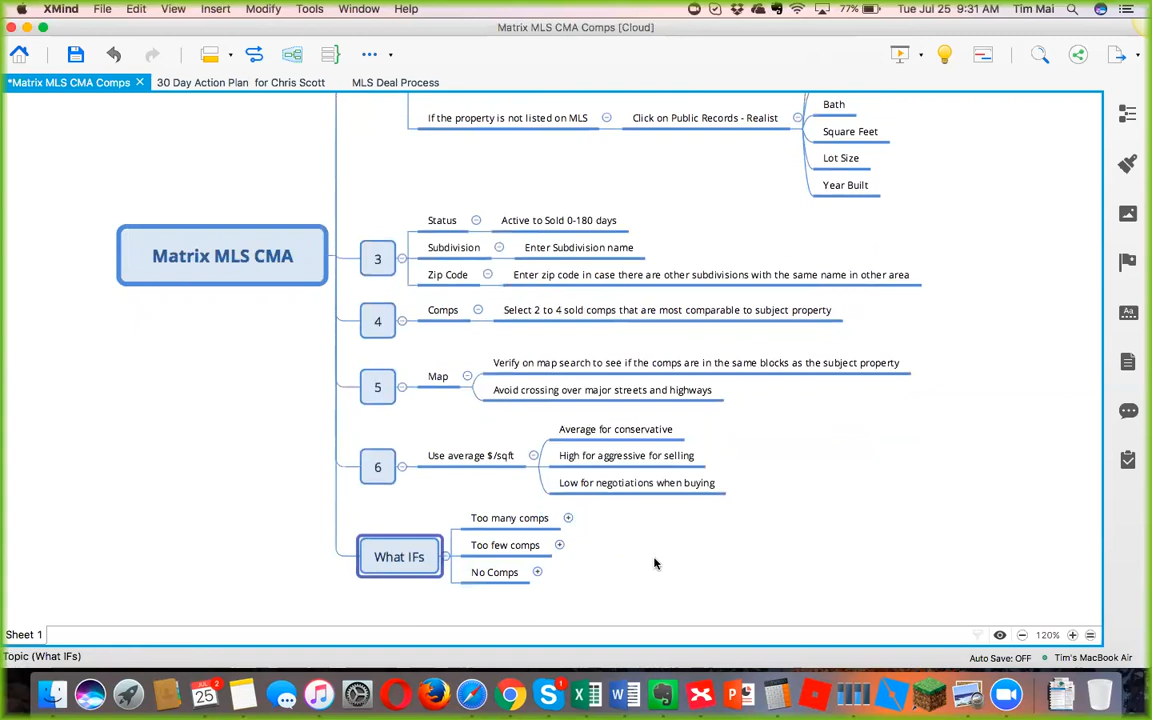 XMind File Edit View Insert Modify Tools Window Help 77% Tue Jul 25 9:31 AM Tim Mai
Matrix MLS CMA Comps [Cloud]
*Matrix MLS CMA Comps 30 Day Action Plan for Chris Scott MLS Deal Process
Bath
If the property is not listed on MLS Click on Public Records - Realist
Square Feet
Lot Size
Year Built
Matrix MLS CMA
3
Status Active to Sold 0-180 days
Subdivision Enter Subdivision name
Zip Code Enter zip code in case there are other subdivisions with the same name in other area
4 Comps Select 2 to 4 sold comps that are most comparable to subject property
5 Map
Verify on map search to see if the comps are in the same blocks as the subject property
Avoid crossing over major streets and highways
6 Use average $/sqft
Average for conservative
High for aggressive for selling
Low for negotiations when buying
What IFs
Too many comps
Too few comps
No Comps
Sheet 1 120%
Topic (What IFs) Auto Save: OFF Tim's MacBook Air
JUL 25 2 1